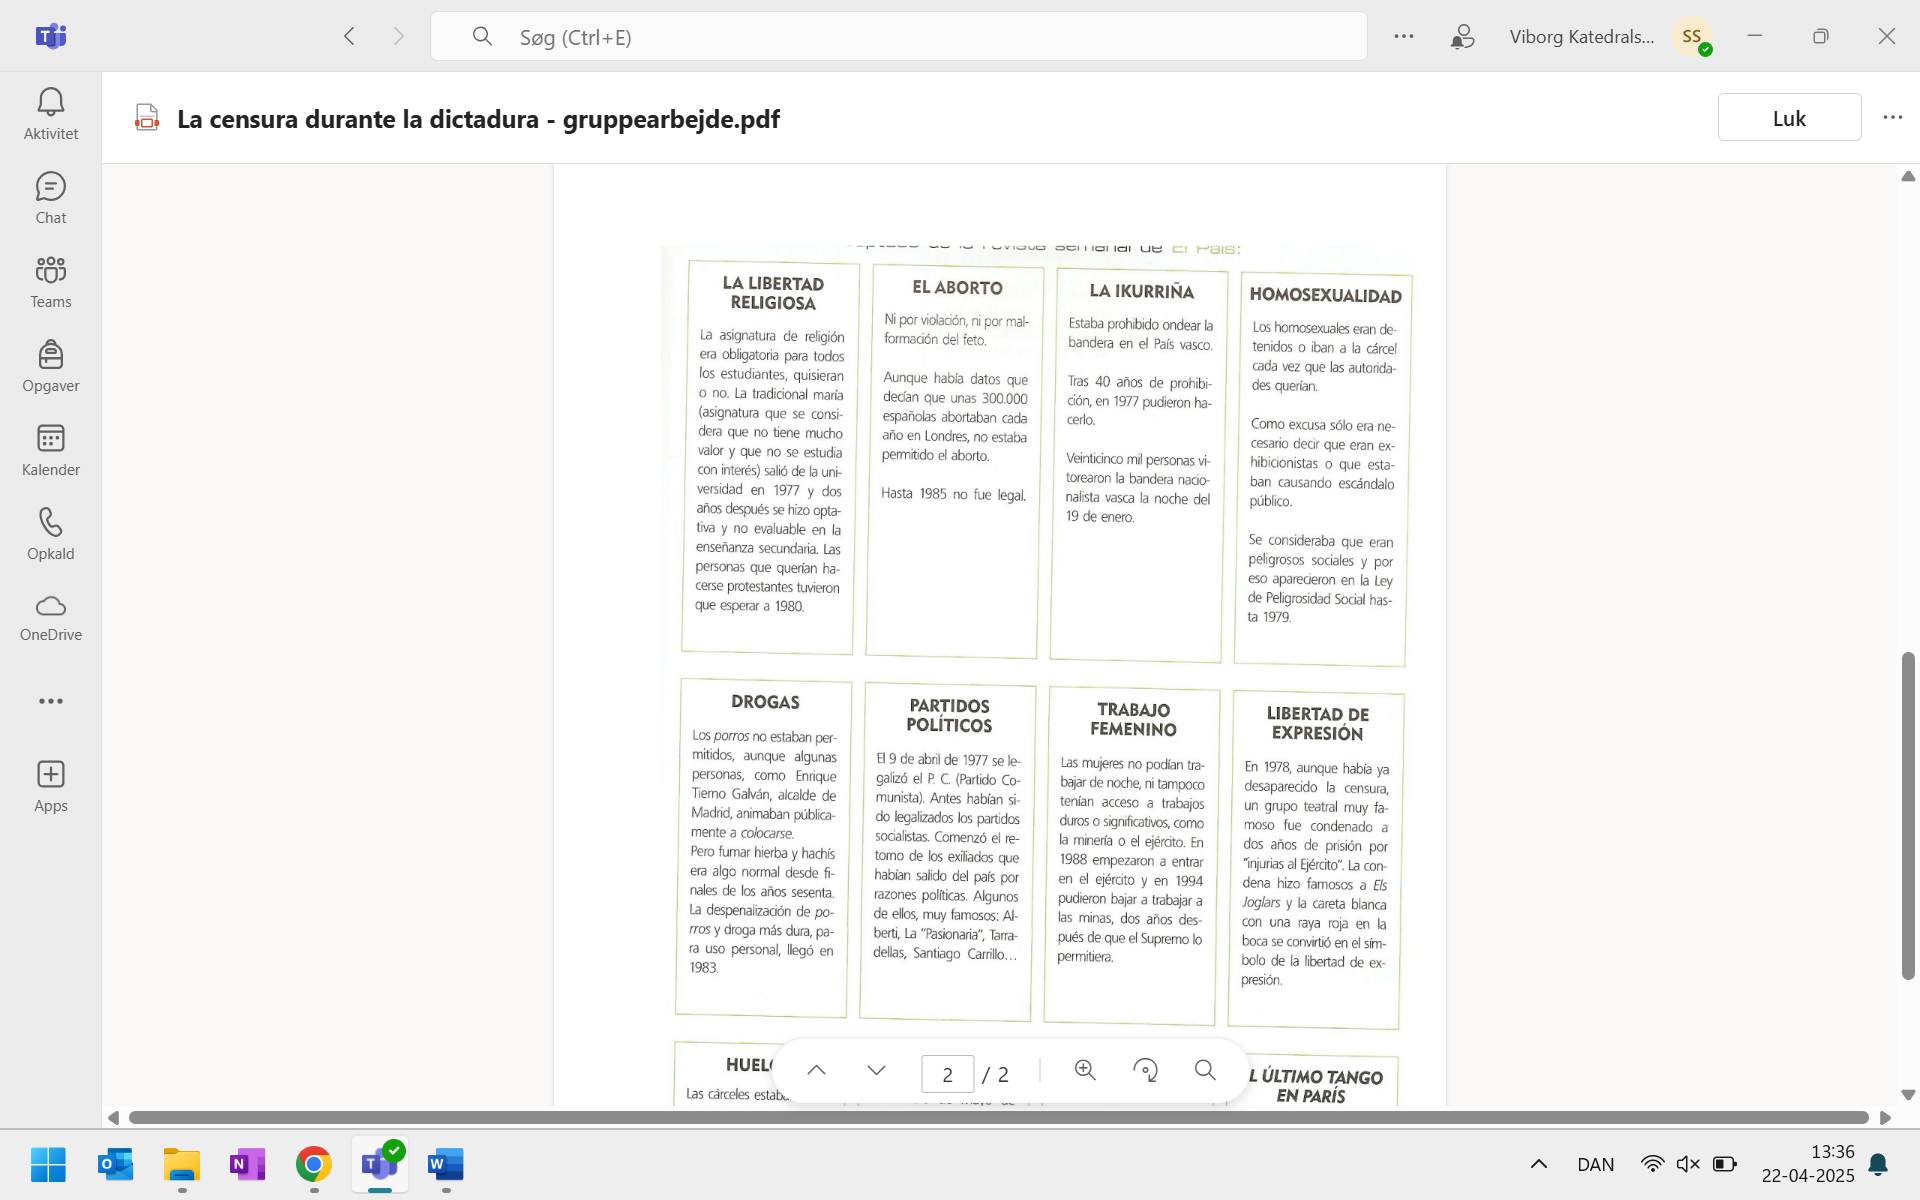 Søg (Ctrl+E)
Viborg Katedrals...
SS
Aktivitet
Chat
Teams
Opgaver
Kalender
Opkald
OneDrive
Apps
La censura durante la dictadura - gruppearbejde.pdf
Luk
de la revista semanal de El País:
LA LIBERTAD
RELIGIOSA
La asignatura de religión
era obligatoria para todos
los estudiantes, quisieran
o no. La tradicional maría
(asignatura que se consi-
dera que no tiene mucho
valor y que no se estudia
con interés) salió de la uni-
versidad en 1977 y dos
años después se hizo opta-
tiva y no evaluable en la
enseñanza secundaria. Las
personas que querían ha-
cerse protestantes tuvieron
que esperar a 1980.
EL ABORTO
Ni por violación, ni por mal-
formación del feto.
Aunque había datos que
decían que unas 300.000
españolas abortaban cada
año en Londres, no estaba
permitido el aborto.
Hasta 1985 no fue legal.
LA IKURRIÑA
Estaba prohibido ondear la
bandera en el País vasco.
Tras 40 años de prohibi-
ción, en 1977 pudieron ha-
cerlo.
Veinticinco mil personas vi-
torearon la bandera nacio-
nalista vasca la noche del
19 de enero.
HOMOSEXUALIDAD
Los homosexuales eran de-
tenidos o iban a la cárcel
cada vez que las autorida-
des querían.
Como excusa sólo era ne-
cesario decir que eran ex-
hibicionistas o que esta-
ban causando escándalo
público.
Se consideraba que eran
peligrosos sociales y por
eso aparecieron en la Ley
de Peligrosidad Social has-
ta 1979.
DROGAS
Los porros no estaban per-
mitidos, aunque algunas
personas, como Enrique
Tierno Galván, alcalde de
Madrid, animaban pública-
mente a colocarse.
Pero fumar hierba y hachís
era algo normal desde fi-
nales de los años sesenta.
La despenalización de po-
rros y droga más dura, pa-
ra uso personal, llegó en
1983.
PARTIDOS
POLÍTICOS
El 9 de abril de 1977 se le-
galizó el P. C. (Partido Co-
munista). Antes habían si-
do legalizados los partidos
socialistas. Comenzó el re-
torno de los exiliados que
habían salido del país por
razones políticas. Algunos
de ellos, muy famosos: Al-
berti, La "Pasionaria", Tarra-
dellas, Santiago Carrillo...
TRABAJO
FEMENINO
Las mujeres no podían tra-
bajar de noche, ni tampoco
tenían acceso a trabajos
duros o significativos, como
la minería o el ejército. En
1988 empezaron a entrar
en el ejército y en 1994
pudieron bajar a trabajar a
las minas, dos años des-
pués de que el Supremo lo
permitiera.
LIBERTAD DE
EXPRESIÓN
En 1978, aunque había ya
desaparecido la censura,
un grupo teatral muy fa-
moso fue condenado a
dos años de prisión por
"injurias al Ejército". La con-
dena hizo famosos a Els
Joglars y la careta blanca
con una raya roja en la
boca se convirtió en el sím-
bolo de la libertad de ex-
presión.
HUEL
Las cárceles estaba
L ÚLTIMO TANGO
EN PARÍS
2 / 2
DAN
13:36
22-04-2025